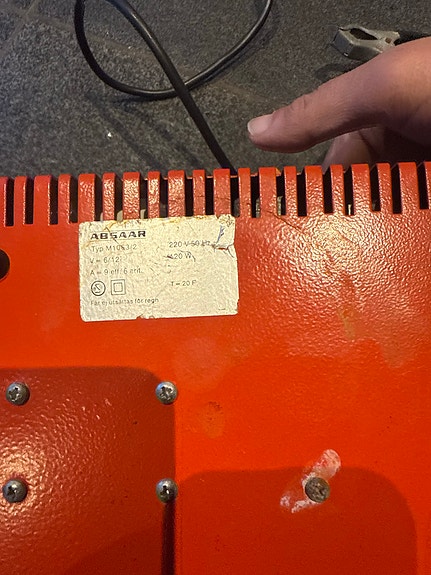 ABSAAR
Typ M1053/2 220 V 50 Hz
V = 6/12 120 W
A = 9 eff. 6 arit.
T = 20 P
Får ej utsättas för regn